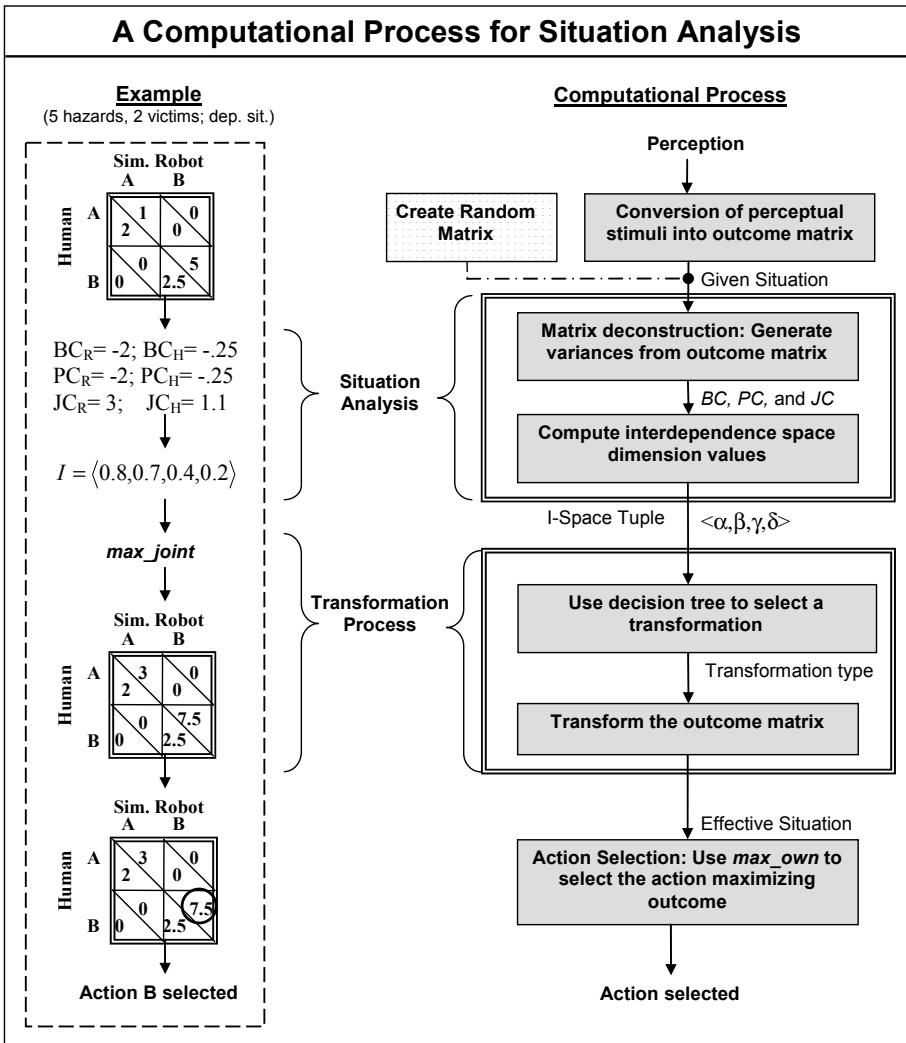 A Computational Process for Situation Analysis
Example
(5 hazards, 2 victims; dep. sit.)
Sim. Robot
A B
Human
A 1 0
2 0
B 0 5
0 2.5
BC_R= -2; BC_H= -.25
PC_R= -2; PC_H= -.25
JC_R= 3; JC_H= 1.1
I = ⟨0.8,0.7,0.4,0.2⟩
max_joint
Sim. Robot
A B
Human
A 3 0
2 0
B 0 7.5
0 2.5
Sim. Robot
A B
Human
A 3 0
2 0
B 0 7.5
0 2.5
Action B selected
Situation
Analysis
Transformation
Process
Computational Process
Perception
Create Random
Matrix
Conversion of perceptual
stimuli into outcome matrix
Given Situation
Matrix deconstruction: Generate
variances from outcome matrix
BC, PC, and JC
Compute interdependence space
dimension values
I-Space Tuple <α,β,γ,δ>
Use decision tree to select a
transformation
Transformation type
Transform the outcome matrix
Effective Situation
Action Selection: Use max_own to
select the action maximizing
outcome
Action selected